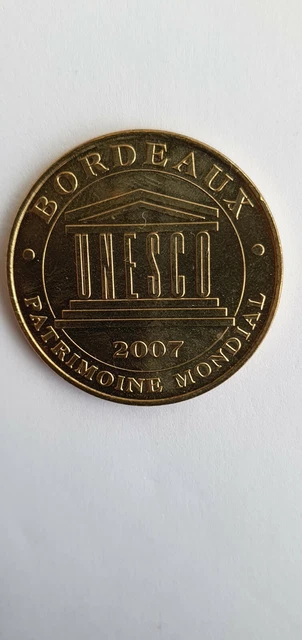 BORDEAUX
UNESCO
2007
PATRIMOINE MONDIAL